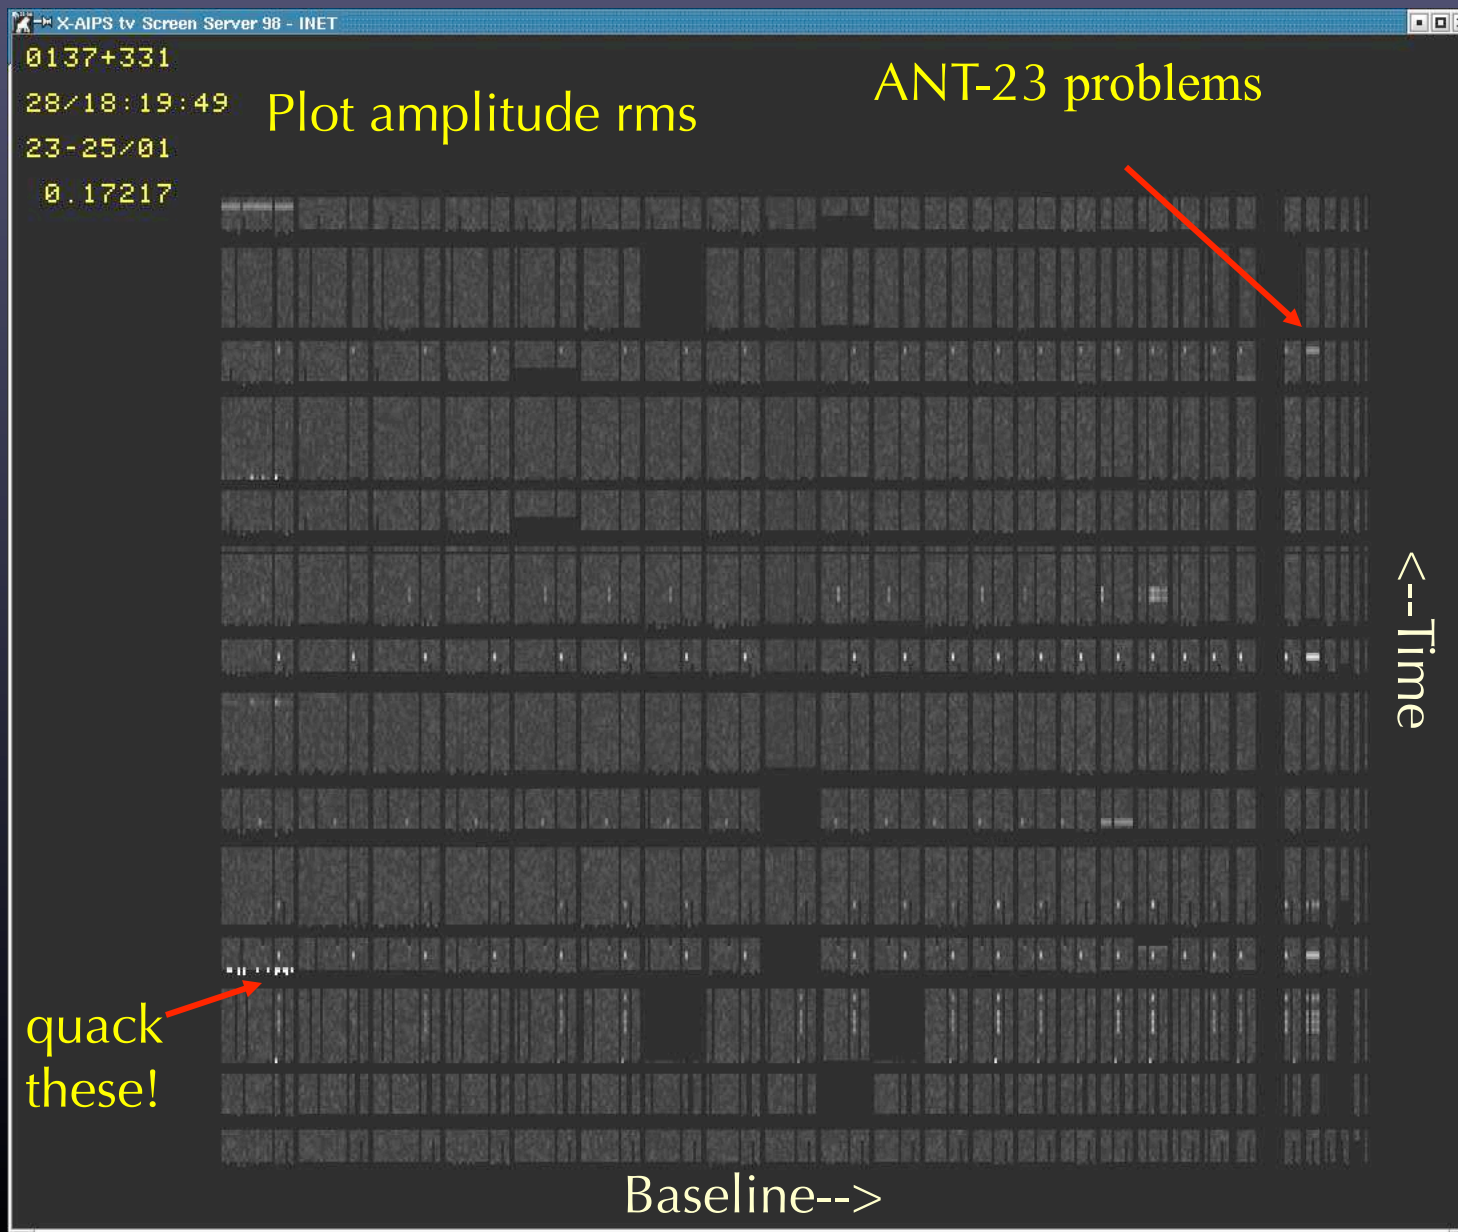 X-AIPS tv Screen Server 98 - INET
0137+331
28/18:19:49
23-25/01
0.17217
Plot amplitude rms
ANT-23 problems
<--Time
quack
these!
Baseline-->